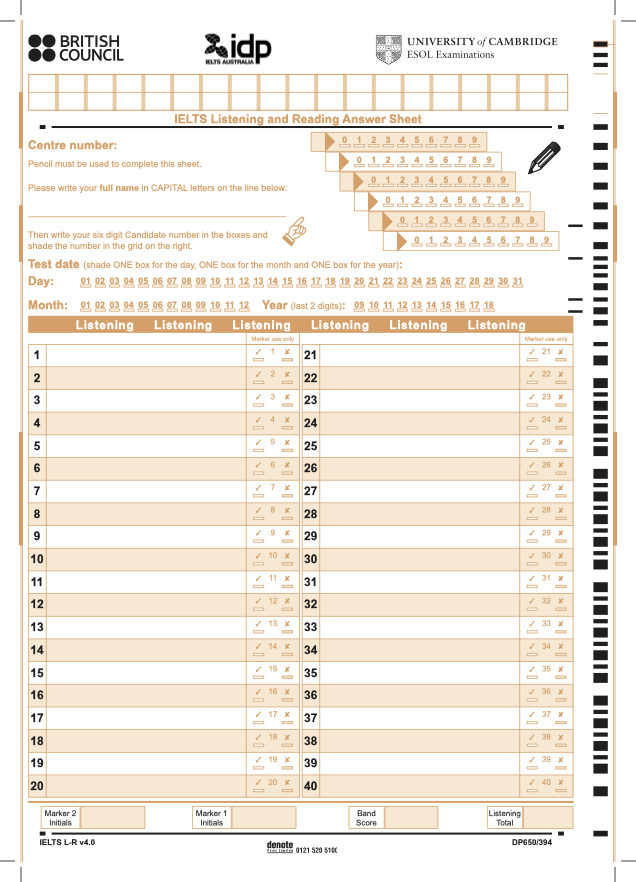 BRITISH
COUNCIL
idp
IELTS AUSTRALIA
UNIVERSITY of CAMBRIDGE
ESOL Examinations
IELTS Listening and Reading Answer Sheet
Centre number:
Pencil must be used to complete this sheet.
Please write your full name in CAPITAL letters on the line below:
Then write your six digit Candidate number in the boxes and
shade the number in the grid on the right.
0 1 2 3 4 5 6 7 8 9
0 1 2 3 4 5 6 7 8 9
0 1 2 3 4 5 6 7 8 9
0 1 2 3 4 5 6 7 8 9
0 1 2 3 4 5 6 7 8 9
0 1 2 3 4 5 6 7 8 9
Test date (shade ONE box for the day, ONE box for the month and ONE box for the year):
Day: 01 02 03 04 05 06 07 08 09 10 11 12 13 14 15 16 17 18 19 20 21 22 23 24 25 26 27 28 29 30 31
Month: 01 02 03 04 05 06 07 08 09 10 11 12 Year (last 2 digits): 09 10 11 12 13 14 15 16 17 18
Listening Listening Listening Listening Listening Listening
Marker use only Marker use only
1 ✓ 1 ✗ 21 ✓ 21 ✗
2 ✓ 2 ✗ 22 ✓ 22 ✗
3 ✓ 3 ✗ 23 ✓ 23 ✗
4 ✓ 4 ✗ 24 ✓ 24 ✗
5 ✓ 5 ✗ 25 ✓ 25 ✗
6 ✓ 6 ✗ 26 ✓ 26 ✗
7 ✓ 7 ✗ 27 ✓ 27 ✗
8 ✓ 8 ✗ 28 ✓ 28 ✗
9 ✓ 9 ✗ 29 ✓ 29 ✗
10 ✓ 10 ✗ 30 ✓ 30 ✗
11 ✓ 11 ✗ 31 ✓ 31 ✗
12 ✓ 12 ✗ 32 ✓ 32 ✗
13 ✓ 13 ✗ 33 ✓ 33 ✗
14 ✓ 14 ✗ 34 ✓ 34 ✗
15 ✓ 15 ✗ 35 ✓ 35 ✗
16 ✓ 16 ✗ 36 ✓ 36 ✗
17 ✓ 17 ✗ 37 ✓ 37 ✗
18 ✓ 18 ✗ 38 ✓ 38 ✗
19 ✓ 19 ✗ 39 ✓ 39 ✗
20 ✓ 20 ✗ 40 ✓ 40 ✗
Marker 2
Initials
Marker 1
Initials
Band
Score
Listening
Total
IELTS L-R v4.0
denote
Print Limited 0121 520 510
DP650/394